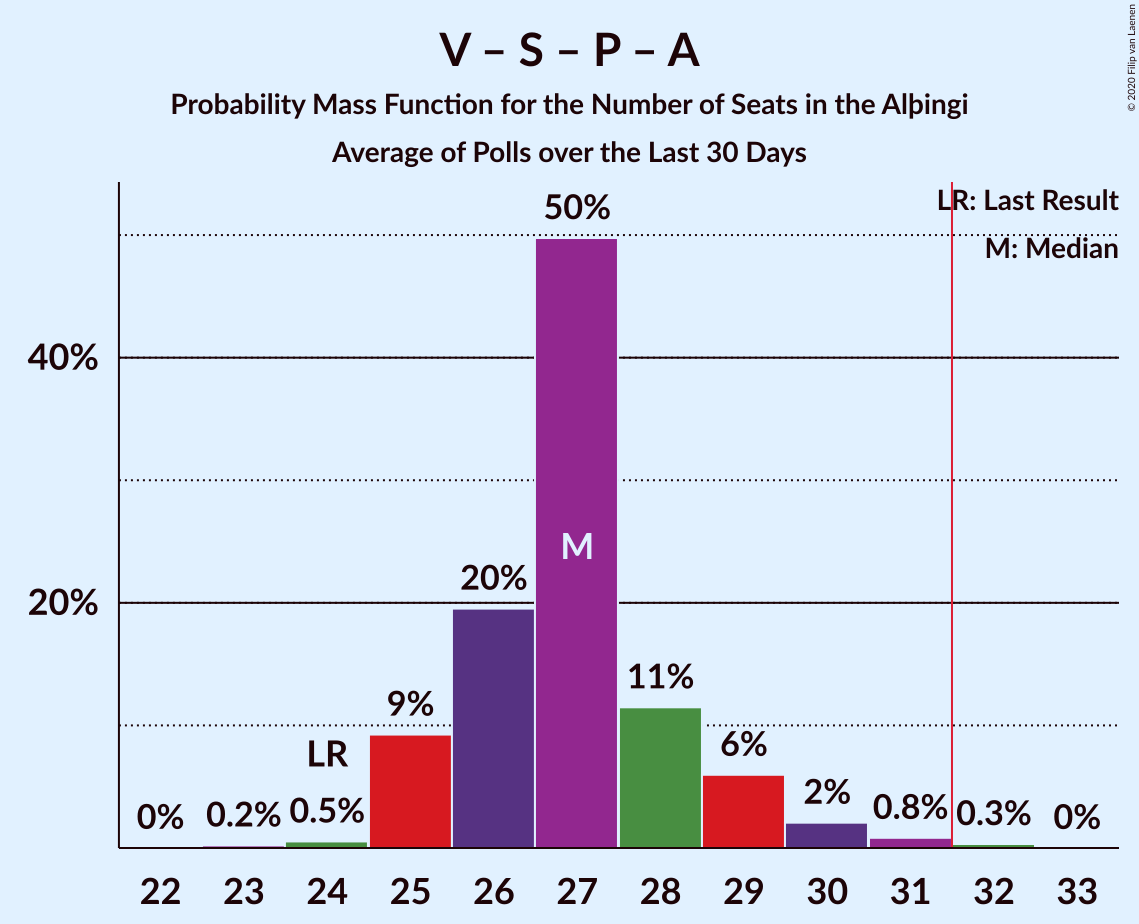 V – S – P – A
Probability Mass Function for the Number of Seats in the Alþingi
Average of Polls over the Last 30 Days
© 2020 Filip van Laenen
LR: Last Result
M: Median
50%
40%
20%
0%
0.2%
0.5%
LR
9%
20%
M
11%
6%
2%
0.8%
0.3%
0%
22 23 24 25 26 27 28 29 30 31 32 33